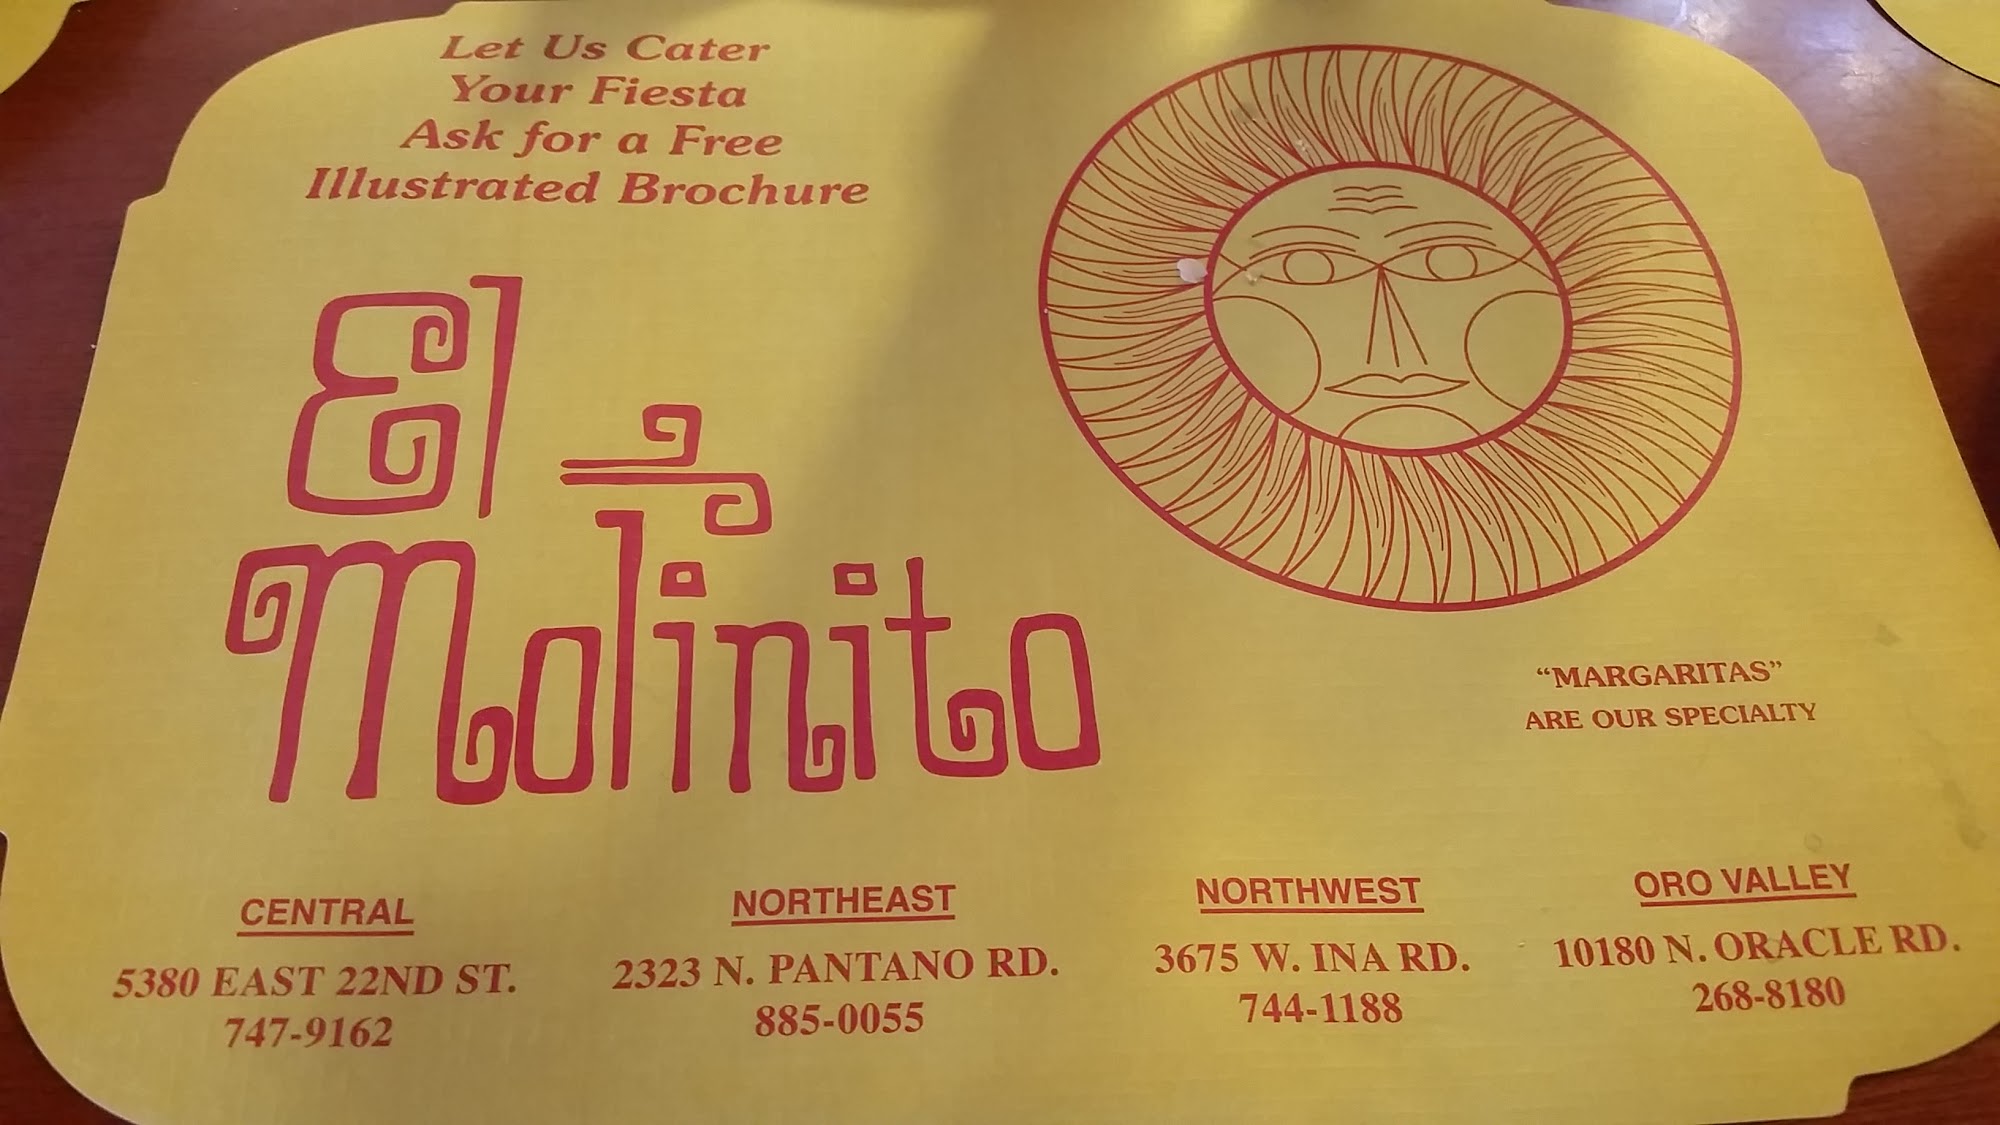 Let Us Cater
Your Fiesta
Ask for a Free
Illustrated Brochure
El
Molinito
“MARGARITAS”
ARE OUR SPECIALTY
CENTRAL
5380 EAST 22ND ST.
747-9162
NORTHEAST
2323 N. PANTANO RD.
885-0055
NORTHWEST
3675 W. INA RD.
744-1188
ORO VALLEY
10180 N. ORACLE RD.
268-8180